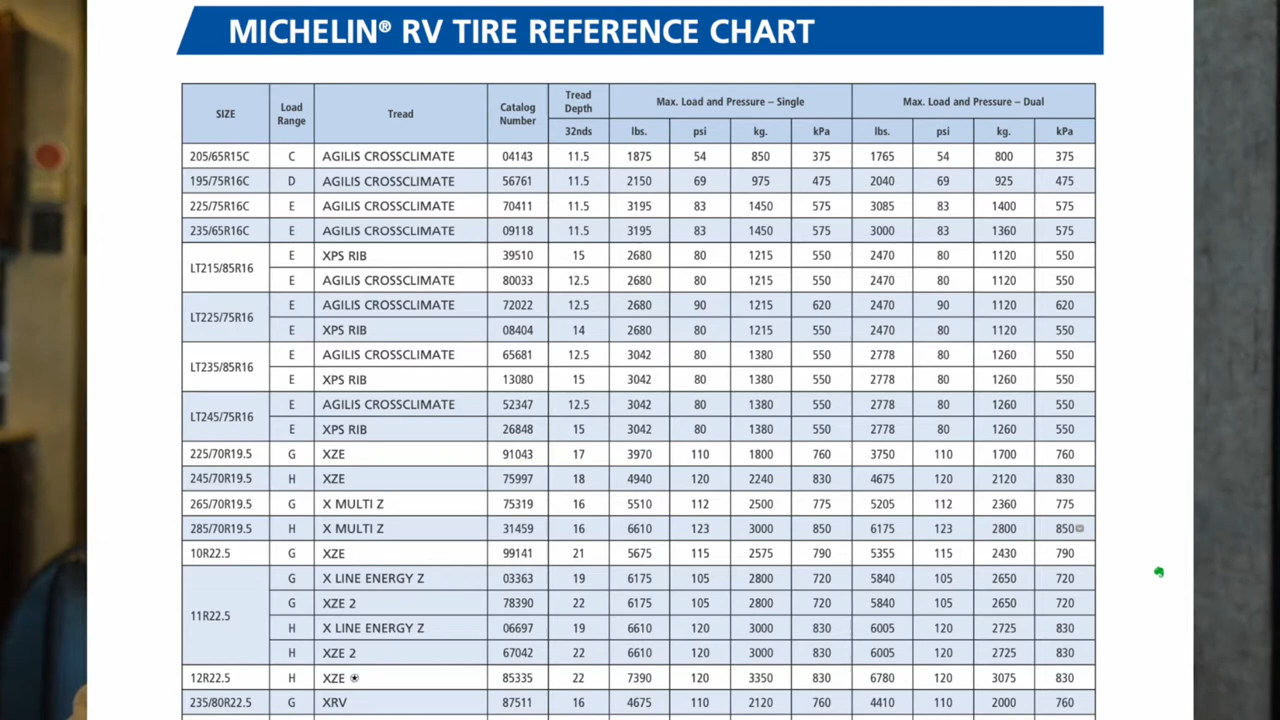 MICHELIN® RV TIRE REFERENCE CHART
SIZE Load Range Tread Catalog Number Tread Depth Max. Load and Pressure – Single Max. Load and Pressure – Dual
32nds lbs. psi kg. kPa lbs. psi kg. kPa
205/65R15C C AGILIS CROSSCLIMATE 04143 11.5 1875 54 850 375 1765 54 800 375
195/75R16C D AGILIS CROSSCLIMATE 56761 11.5 2150 69 975 475 2040 69 925 475
225/75R16C E AGILIS CROSSCLIMATE 70411 11.5 3195 83 1450 575 3085 83 1400 575
235/65R16C E AGILIS CROSSCLIMATE 09118 11.5 3195 83 1450 575 3000 83 1360 575
LT215/85R16 E XPS RIB 39510 15 2680 80 1215 550 2470 80 1120 550
E AGILIS CROSSCLIMATE 80033 12.5 2680 80 1215 550 2470 80 1120 550
LT225/75R16 E AGILIS CROSSCLIMATE 72022 12.5 2680 90 1215 620 2470 90 1120 620
E XPS RIB 08404 14 2680 80 1215 550 2470 80 1120 550
LT235/85R16 E AGILIS CROSSCLIMATE 65681 12.5 3042 80 1380 550 2778 80 1260 550
E XPS RIB 13080 15 3042 80 1380 550 2778 80 1260 550
LT245/75R16 E AGILIS CROSSCLIMATE 52347 12.5 3042 80 1380 550 2778 80 1260 550
E XPS RIB 26848 15 3042 80 1380 550 2778 80 1260 550
225/70R19.5 G XZE 91043 17 3970 110 1800 760 3750 110 1700 760
245/70R19.5 H XZE 75997 18 4940 120 2240 830 4675 120 2120 830
265/70R19.5 G X MULTI Z 75319 16 5510 112 2500 775 5205 112 2360 775
285/70R19.5 H X MULTI Z 31459 16 6610 123 3000 850 6175 123 2800 850
10R22.5 G XZE 99141 21 5675 115 2575 790 5355 115 2430 790
11R22.5 G X LINE ENERGY Z 03363 19 6175 105 2800 720 5840 105 2650 720
G XZE 2 78390 22 6175 105 2800 720 5840 105 2650 720
H X LINE ENERGY Z 06697 19 6610 120 3000 830 6005 120 2725 830
H XZE 2 67042 22 6610 120 3000 830 6005 120 2725 830
12R22.5 H XZE 85335 22 7390 120 3350 830 6780 120 3075 830
235/80R22.5 G XRV 87511 16 4675 110 2120 760 4410 110 2000 760